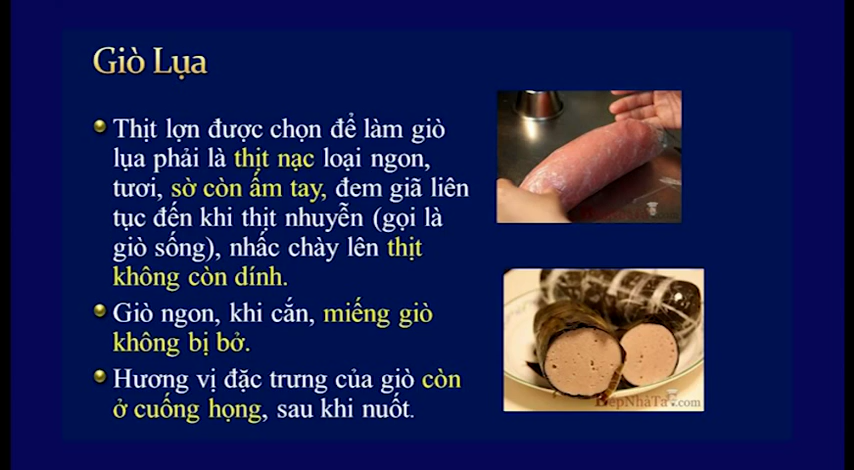 Giò Lụa
Thịt lợn được chọn để làm giò
lụa phải là thịt nạc loại ngon,
tươi, sờ còn ấm tay, đem giã liên
tục đến khi thịt nhuyễn (gọi là
giò sống), nhấc chày lên thịt
không còn dính.
Giò ngon, khi cắn, miếng giò
không bị bở.
Hương vị đặc trưng của giò còn
ở cuống họng, sau khi nuốt.
BepNhàTa.com